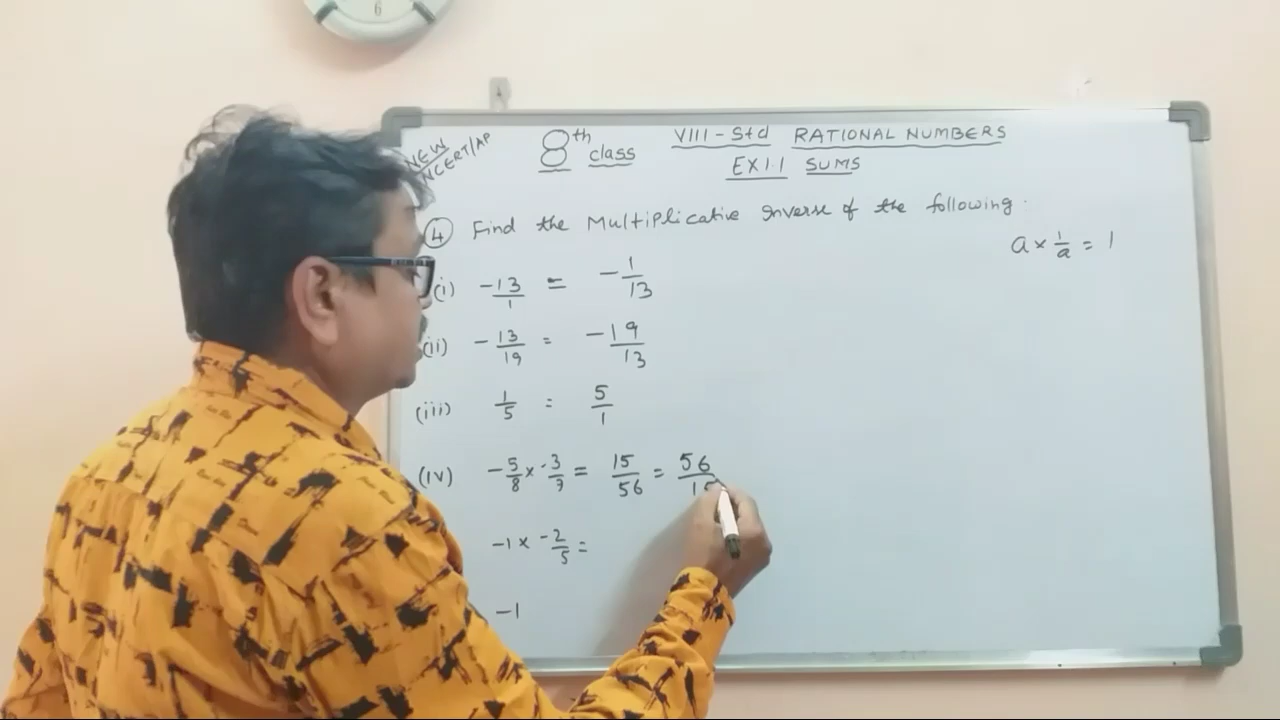 6
NEW
NCERT/AP
8th class
VIII - Std RATIONAL NUMBERS
EX 1.1 SUMS
4 Find the Multiplicative Inverse of the following.
a × 1/a = 1
(i) -13/1 = -1/13
(ii) -13/19 = -19/13
(iii) 1/5 = 5/1
(iv) -5/8 × -3/7 = 15/56 = 56/15
-1 × -2/5 =
-1